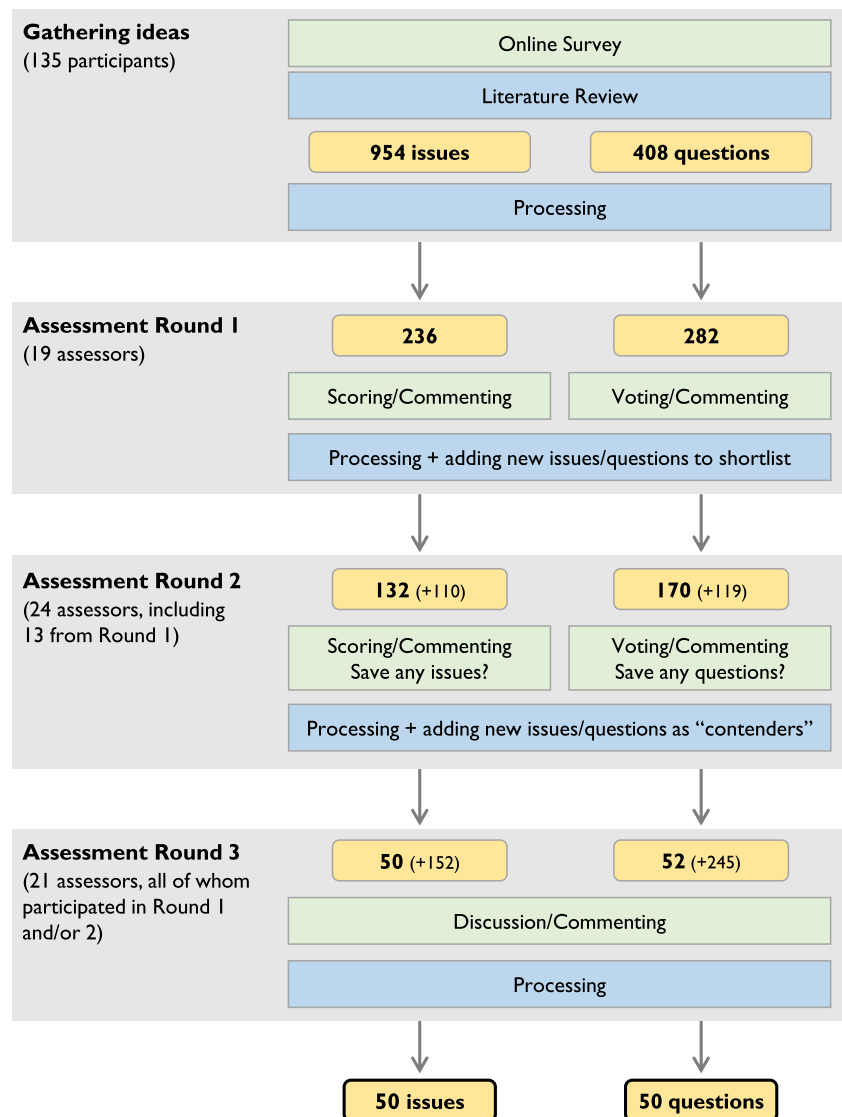 Gathering ideas
(135 participants)
Online Survey
Literature Review
954 issues
408 questions
Processing
Assessment Round 1
(19 assessors)
236
282
Scoring/Commenting
Voting/Commenting
Processing + adding new issues/questions to shortlist
Assessment Round 2
(24 assessors, including
13 from Round 1)
132 (+110)
170 (+119)
Scoring/Commenting
Save any issues?
Voting/Commenting
Save any questions?
Processing + adding new issues/questions as “contenders”
Assessment Round 3
(21 assessors, all of whom
participated in Round 1
and/or 2)
50 (+152)
52 (+245)
Discussion/Commenting
Processing
50 issues
50 questions